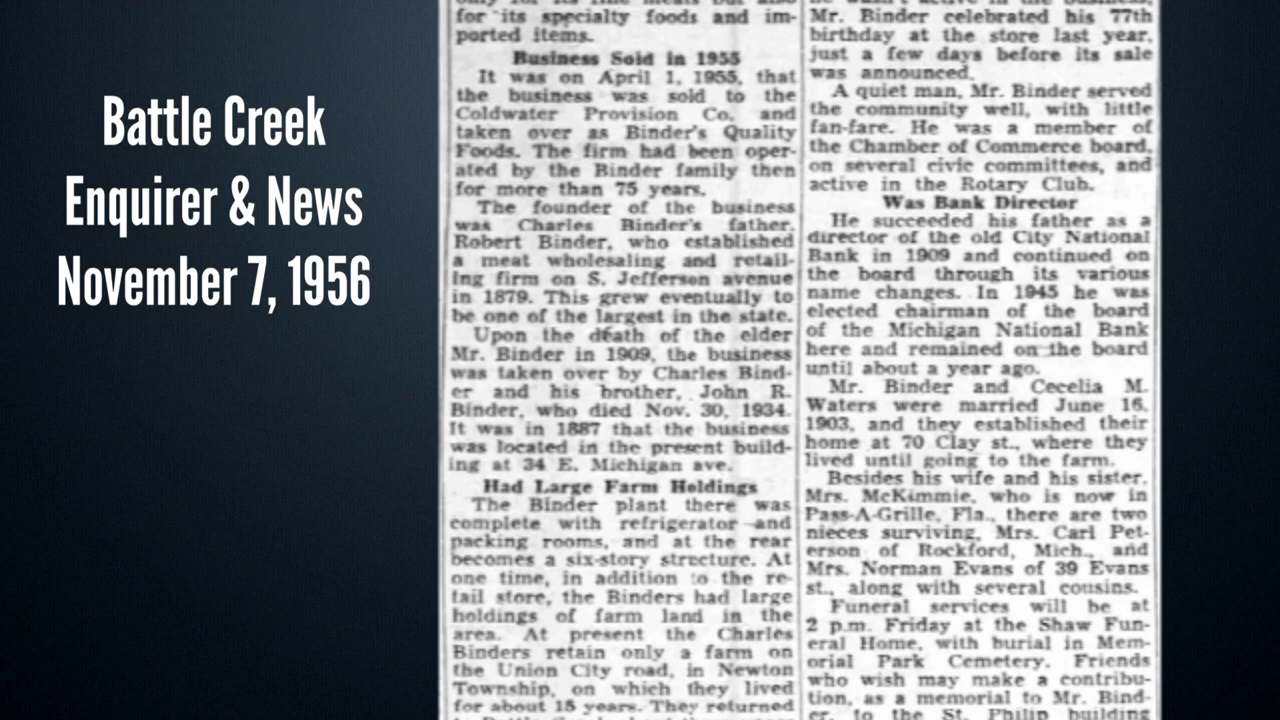 Battle Creek
Enquirer & News
November 7, 1956
for its specialty foods and im-
ported items.
Business Sold in 1955
It was on April 1, 1955, that
the business was sold to the
Coldwater Provision Co. and
taken over as Binder's Quality
Foods. The firm had been oper-
ated by the Binder family then
for more than 75 years.
The founder of the business
was Charles Binder's father,
Robert Binder, who established
a meat wholesaling and retail-
ing firm on S. Jefferson avenue
in 1879. This grew eventually to
be one of the largest in the state.
Upon the death of the elder
Mr. Binder in 1909, the business
was taken over by Charles Bind-
er and his brother, John R.
Binder, who died Nov. 30, 1934.
It was in 1887 that the business
was located in the present build-
ing at 34 E. Michigan ave.
Had Large Farm Holdings
The Binder plant there was
complete with refrigerator and
packing rooms, and at the rear
becomes a six-story strecture. At
one time, in addition to the re-
tail store, the Binders had large
holdings of farm land in the
area. At present the Charles
Binders retain only a farm on
the Union City road, in Newton
Township, on which they lived
for about 15 years. They returned
Mr. Binder celebrated his 77th
birthday at the store last year,
just a few days before its sale
was announced.
A quiet man, Mr. Binder served
the community well, with little
fan-fare. He was a member of
the Chamber of Commerce board,
on several civic committees, and
active in the Rotary Club.
Was Bank Director
He succeeded his father as a
director of the old City National
Bank in 1909 and continued on
the board through its various
name changes. In 1945 he was
elected chairman of the board
of the Michigan National Bank
here and remained on the board
until about a year ago.
Mr. Binder and Cecelia M.
Waters were married June 16,
1903, and they established their
home at 70 Clay st., where they
lived until going to the farm.
Besides his wife and his sister,
Mrs. McKimmie, who is now in
Pass-A-Grille, Fla., there are two
nieces surviving, Mrs. Carl Pet-
erson of Rockford, Mich., and
Mrs. Norman Evans of 39 Evans
st., along with several cousins.
Funeral services will be at
2 p.m. Friday at the Shaw Fun-
eral Home, with burial in Mem-
orial Park Cemetery. Friends
who wish may make a contribu-
tion, as a memorial to Mr. Bind-
er, to the St. Philip building